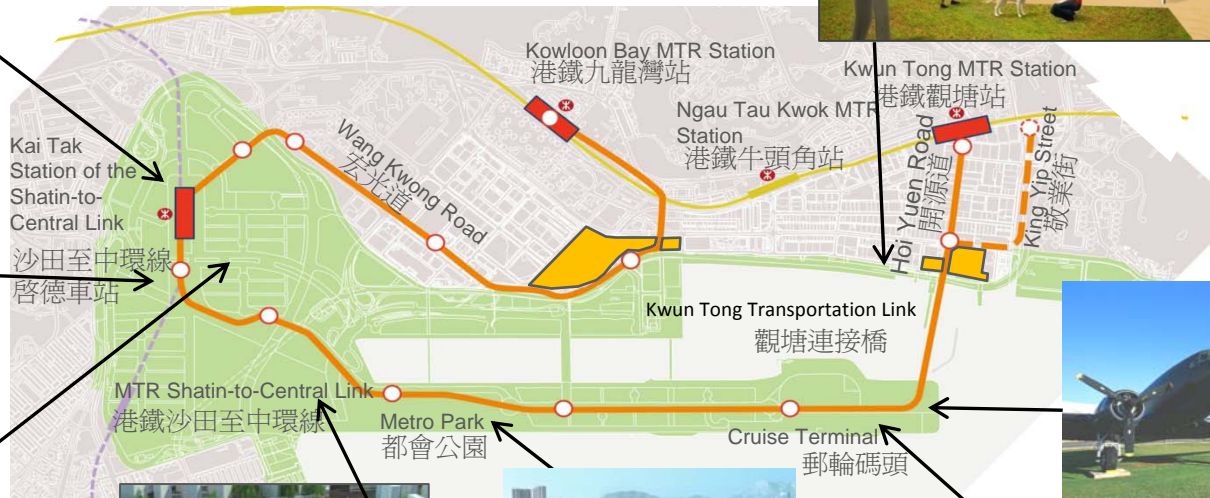 Kowloon Bay MTR Station
港鐵九龍灣站
Kwun Tong MTR Station
港鐵觀塘站
Ngau Tau Kwok MTR
Station
港鐵牛頭角站
Kai Tak
Station of the
Shatin-to-
Central Link
沙田至中環線
啓德車站
Wang Kwong Road
宏光道
Hoi Yuen Road
開源道
King Yip Street
敬業街
Kwun Tong Transportation Link
觀塘連接橋
MTR Shatin-to-Central Link
港鐵沙田至中環線
Metro Park
都會公園
Cruise Terminal
郵輪碼頭